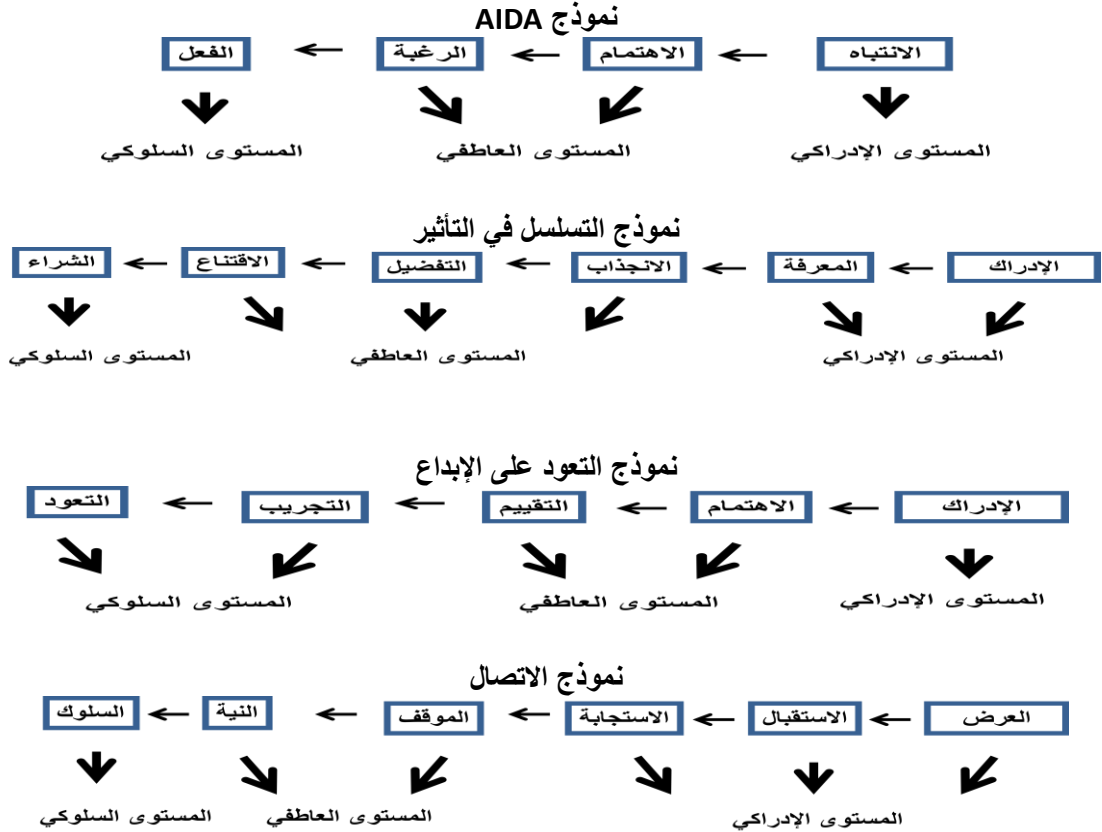 نموذج AIDA
الانتباه الاهتمام الرغبة الفعل
المستوى الإدراكي المستوى العاطفي المستوى السلوكي
نموذج التسلسل في التأثير
الإدراك المعرفة الانجذاب التفضيل الاقتناع الشراء
المستوى الإدراكي المستوى العاطفي المستوى السلوكي
نموذج التعود على الإبداع
الإدراك الاهتمام التقييم التجريب التعود
المستوى الإدراكي المستوى العاطفي المستوى السلوكي
نموذج الاتصال
العرض الاستقبال الاستجابة الموقف النية السلوك
المستوى الإدراكي المستوى العاطفي المستوى السلوكي